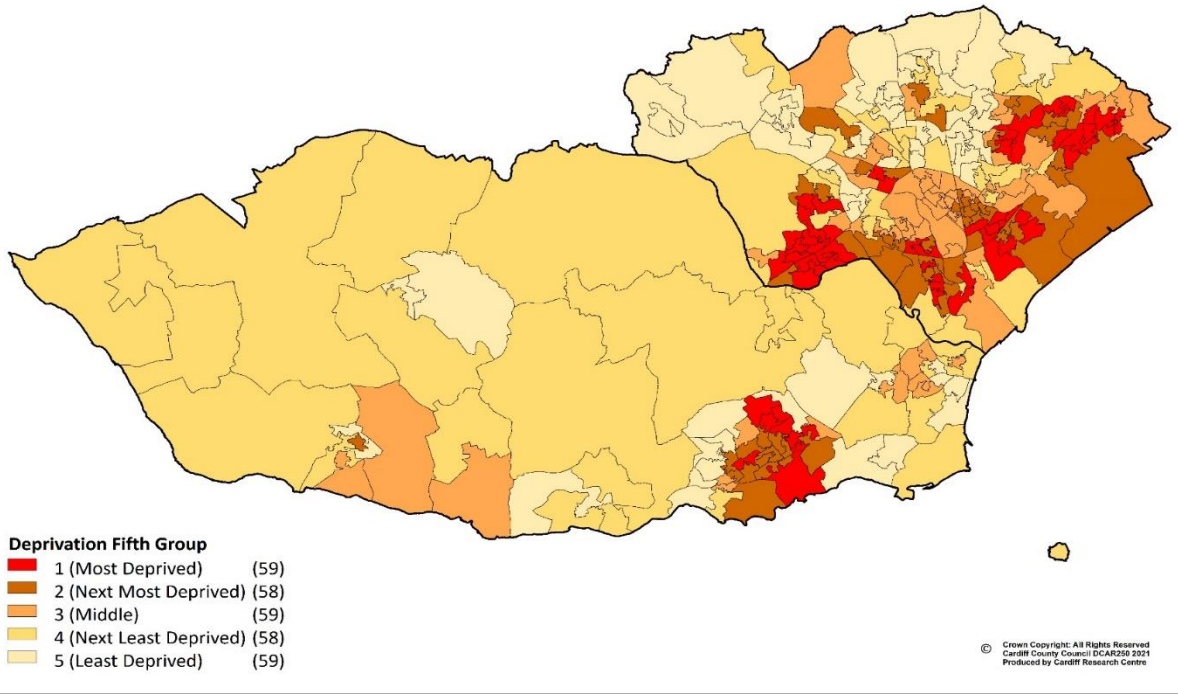 Deprivation Fifth Group
1 (Most Deprived) (59)
2 (Next Most Deprived) (58)
3 (Middle) (59)
4 (Next Least Deprived) (58)
5 (Least Deprived) (59)
© Crown Copyright: All Rights Reserved
Cardiff County Council DCAR250 2021
Produced by Cardiff Research Centre